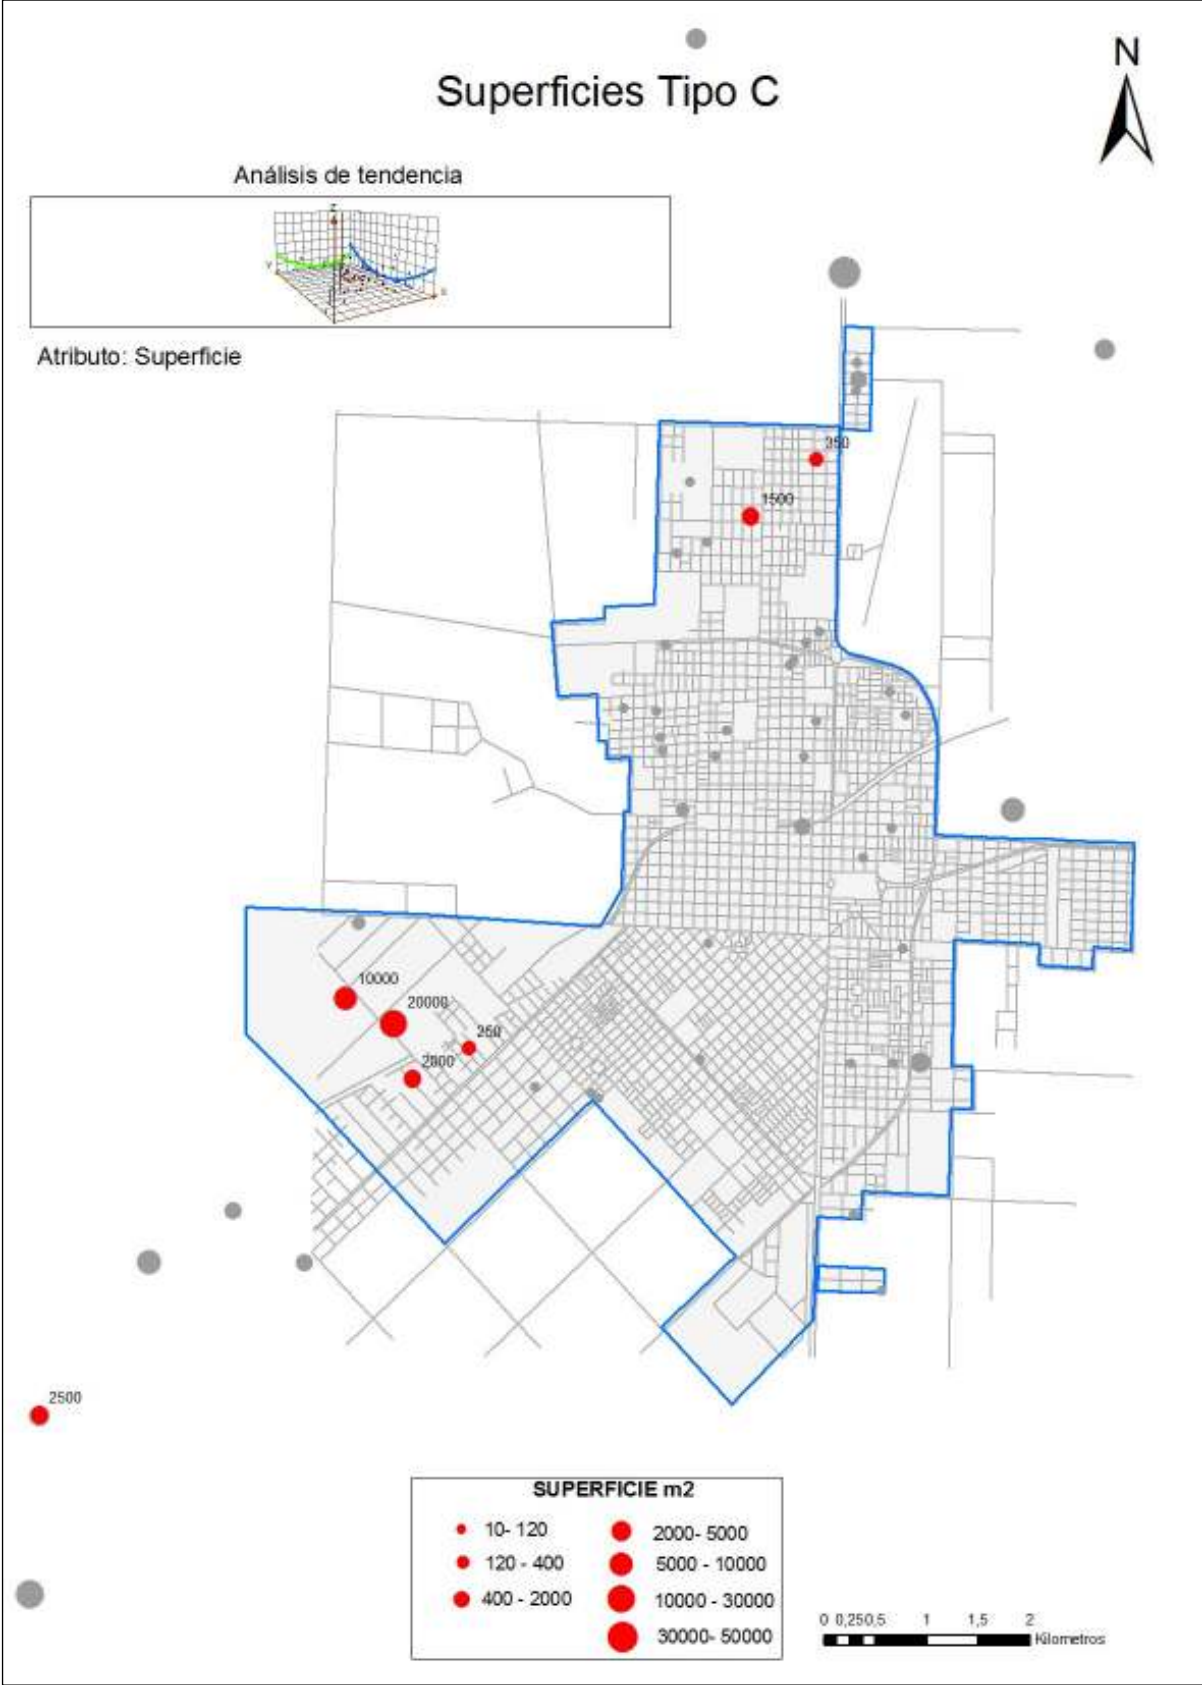 N
Superficies Tipo C
Análisis de tendencia
Z
Y
X
Atributo: Superficie
350
1500
10000
20000
250
2000
2500
SUPERFICIE m2
10- 120
2000- 5000
120 - 400
5000 - 10000
400 - 2000
10000 - 30000
30000- 50000
0 0,250,5 1 1,5 2
Kilometros